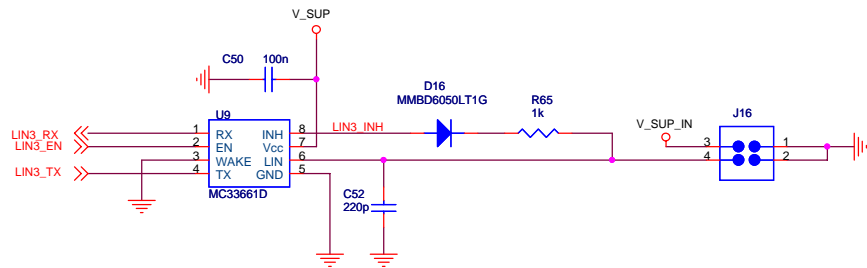 V_SUP
C50 100n
D16
MMBD6050LT1G
R65
1k
V_SUP_IN
J16
U9
LIN3_RX 1 RX INH 8 LIN3_INH
LIN3_EN 2 EN Vcc 7
3 WAKE LIN 6
LIN3_TX 4 TX GND 5
MC33661D
3 1
4 2
C52
220p